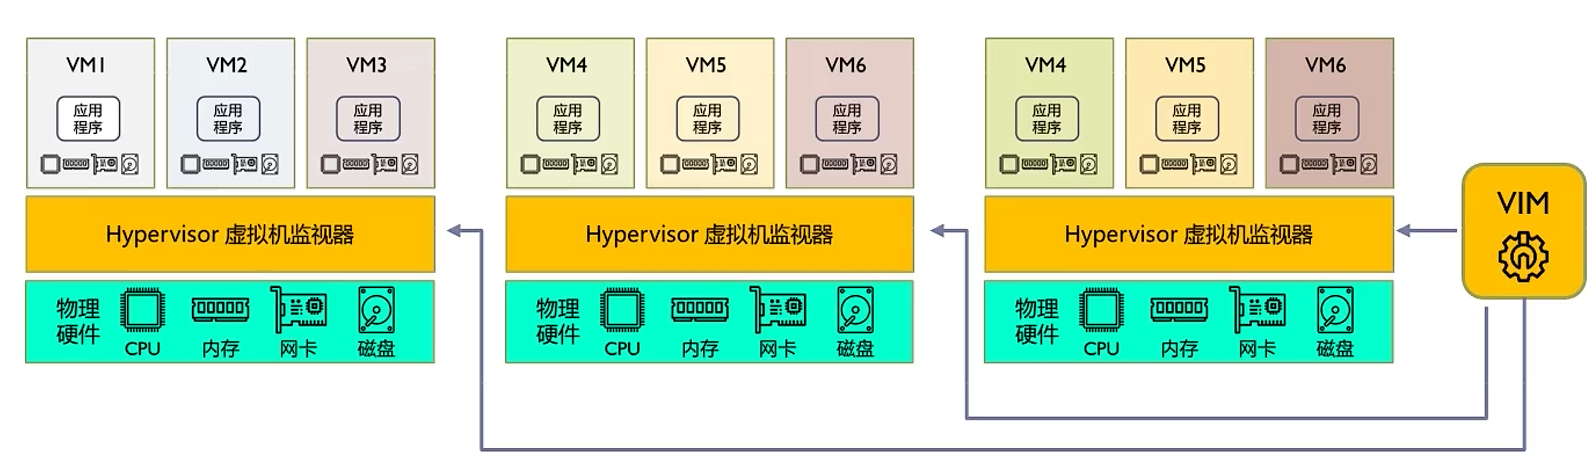 VM1
应用
程序
VM2
应用
程序
VM3
应用
程序
Hypervisor 虚拟机监视器
物理
硬件
CPU
内存
网卡
磁盘
VM4
应用
程序
VM5
应用
程序
VM6
应用
程序
Hypervisor 虚拟机监视器
物理
硬件
CPU
内存
网卡
磁盘
VM4
应用
程序
VM5
应用
程序
VM6
应用
程序
Hypervisor 虚拟机监视器
物理
硬件
CPU
内存
网卡
磁盘
VIM